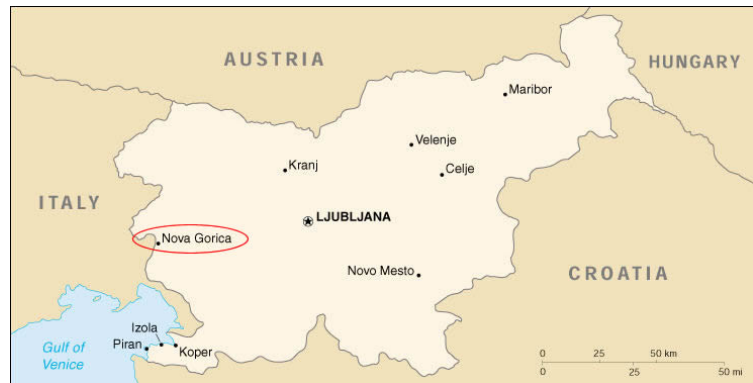 AUSTRIA
HUNGARY
Maribor
Velenje
Kranj
Celje
ITALY
LJUBLJANA
Nova Gorica
Novo Mesto
CROATIA
Izola
Gulf of
Venice
Piran
Koper
0 25 50 km
0 25 50 mi